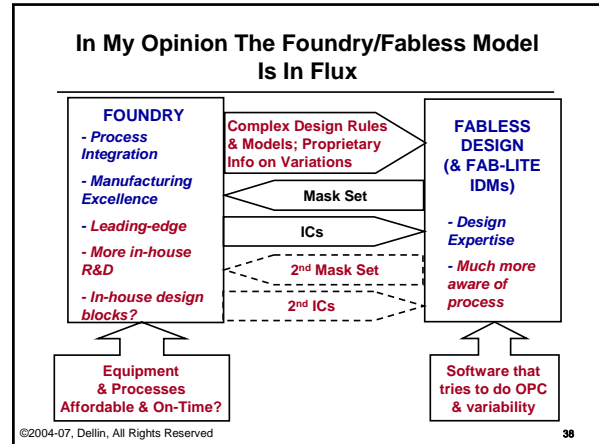 In My Opinion The Foundry/Fabless Model
Is In Flux
FOUNDRY
- Process
Integration
- Manufacturing
Excellence
- Leading-edge
- More in-house
R&D
- In-house design
blocks?
Complex Design Rules
& Models; Proprietary
Info on Variations
Mask Set
ICs
2nd Mask Set
2nd ICs
FABLESS
DESIGN
(& FAB-LITE
IDMs)
- Design
Expertise
- Much more
aware of
process
Equipment
& Processes
Affordable & On-Time?
Software that
tries to do OPC
& variability
©2004-07, Dellin, All Rights Reserved
38